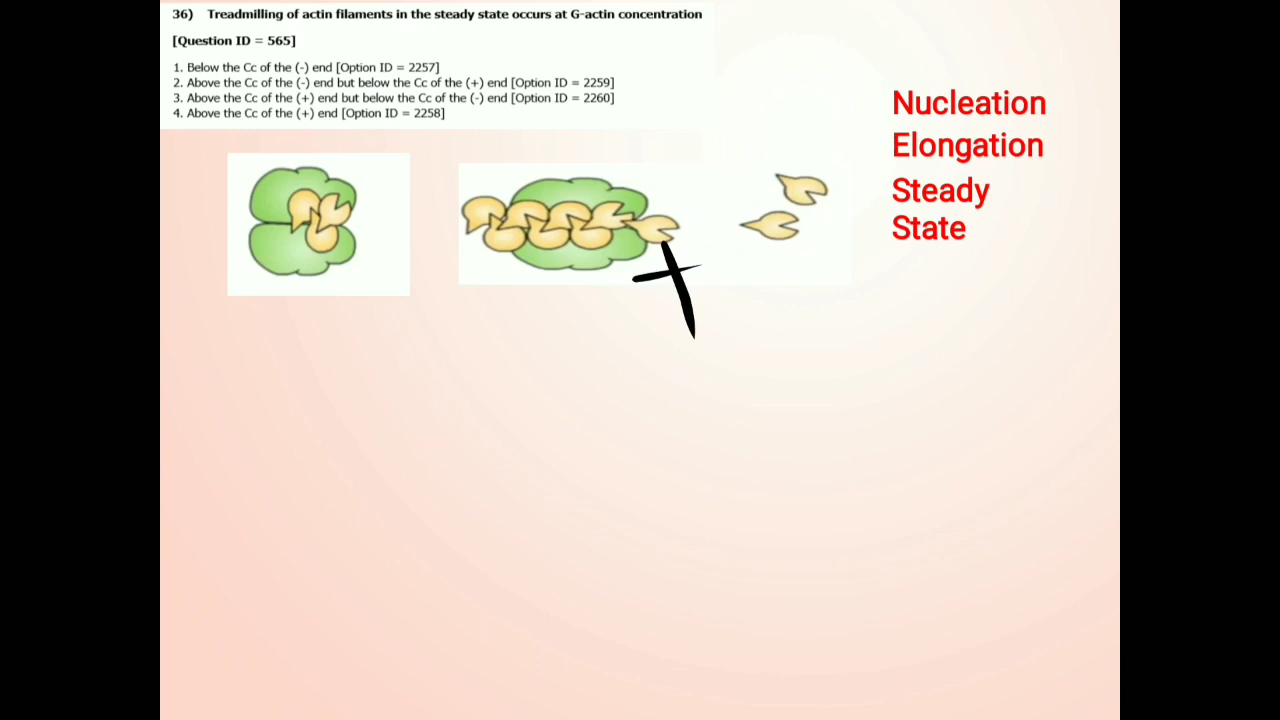 36) Treadmilling of actin filaments in the steady state occurs at G-actin concentration
[Question ID = 565]
1. Below the Cc of the (-) end [Option ID = 2257]
2. Above the Cc of the (-) end but below the Cc of the (+) end [Option ID = 2259]
3. Above the Cc of the (+) end but below the Cc of the (-) end [Option ID = 2260]
4. Above the Cc of the (+) end [Option ID = 2258]
Nucleation
Elongation
Steady
State
+